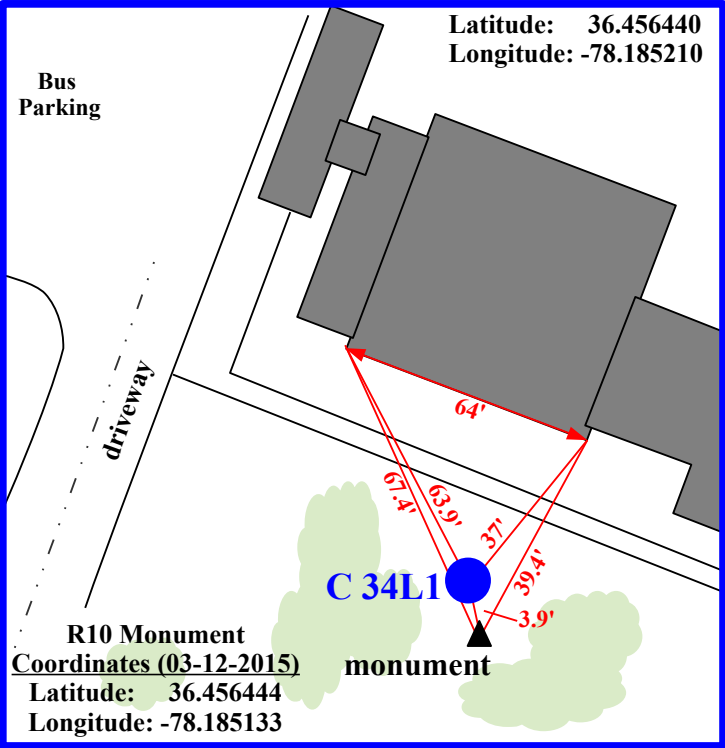 Latitude: 36.456440
Longitude: -78.185210
Bus
Parking
driveway
64'
67.4'
63.9'
37'
39.4'
C 34L1
3.9'
monument
R10 Monument
Coordinates (03-12-2015)
Latitude: 36.456444
Longitude: -78.185133